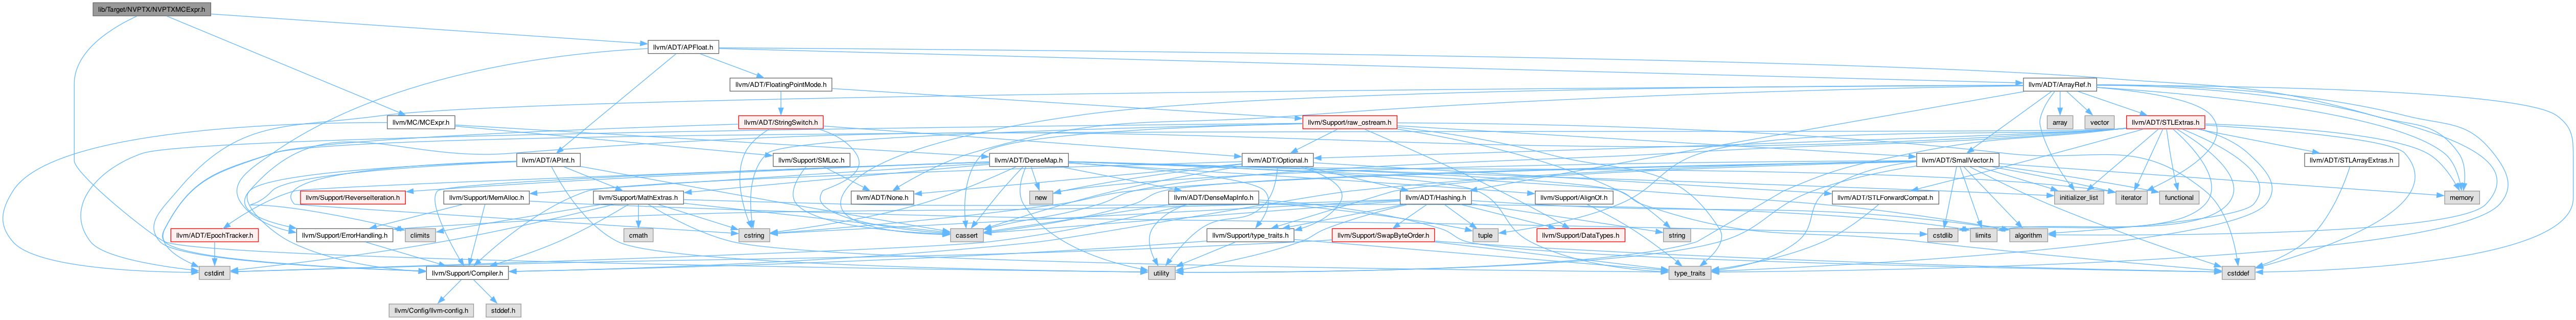 lib/Target/NVPTX/NVPTXMCExpr.h
llvm/ADT/APFloat.h
llvm/ADT/FloatingPointMode.h
llvm/ADT/ArrayRef.h
llvm/MC/MCExpr.h
llvm/ADT/StringSwitch.h
llvm/Support/raw_ostream.h
array
vector
llvm/ADT/STLExtras.h
llvm/ADT/APInt.h
llvm/Support/SMLoc.h
llvm/ADT/DenseMap.h
llvm/ADT/Optional.h
llvm/ADT/SmallVector.h
llvm/ADT/STLArrayExtras.h
llvm/Support/ReverseIteration.h
llvm/Support/MemAlloc.h
llvm/Support/MathExtras.h
new
llvm/ADT/None.h
llvm/ADT/DenseMapInfo.h
llvm/Support/AlignOf.h
llvm/ADT/Hashing.h
llvm/ADT/STLForwardCompat.h
initializer_list
iterator
functional
memory
llvm/ADT/EpochTracker.h
llvm/Support/ErrorHandling.h
climits
cmath
cstring
cassert
llvm/Support/type_traits.h
llvm/Support/SwapByteOrder.h
tuple
llvm/Support/DataTypes.h
string
cstdlib
limits
algorithm
cstdint
llvm/Support/Compiler.h
utility
type_traits
cstddef
llvm/Config/llvm-config.h
stddef.h